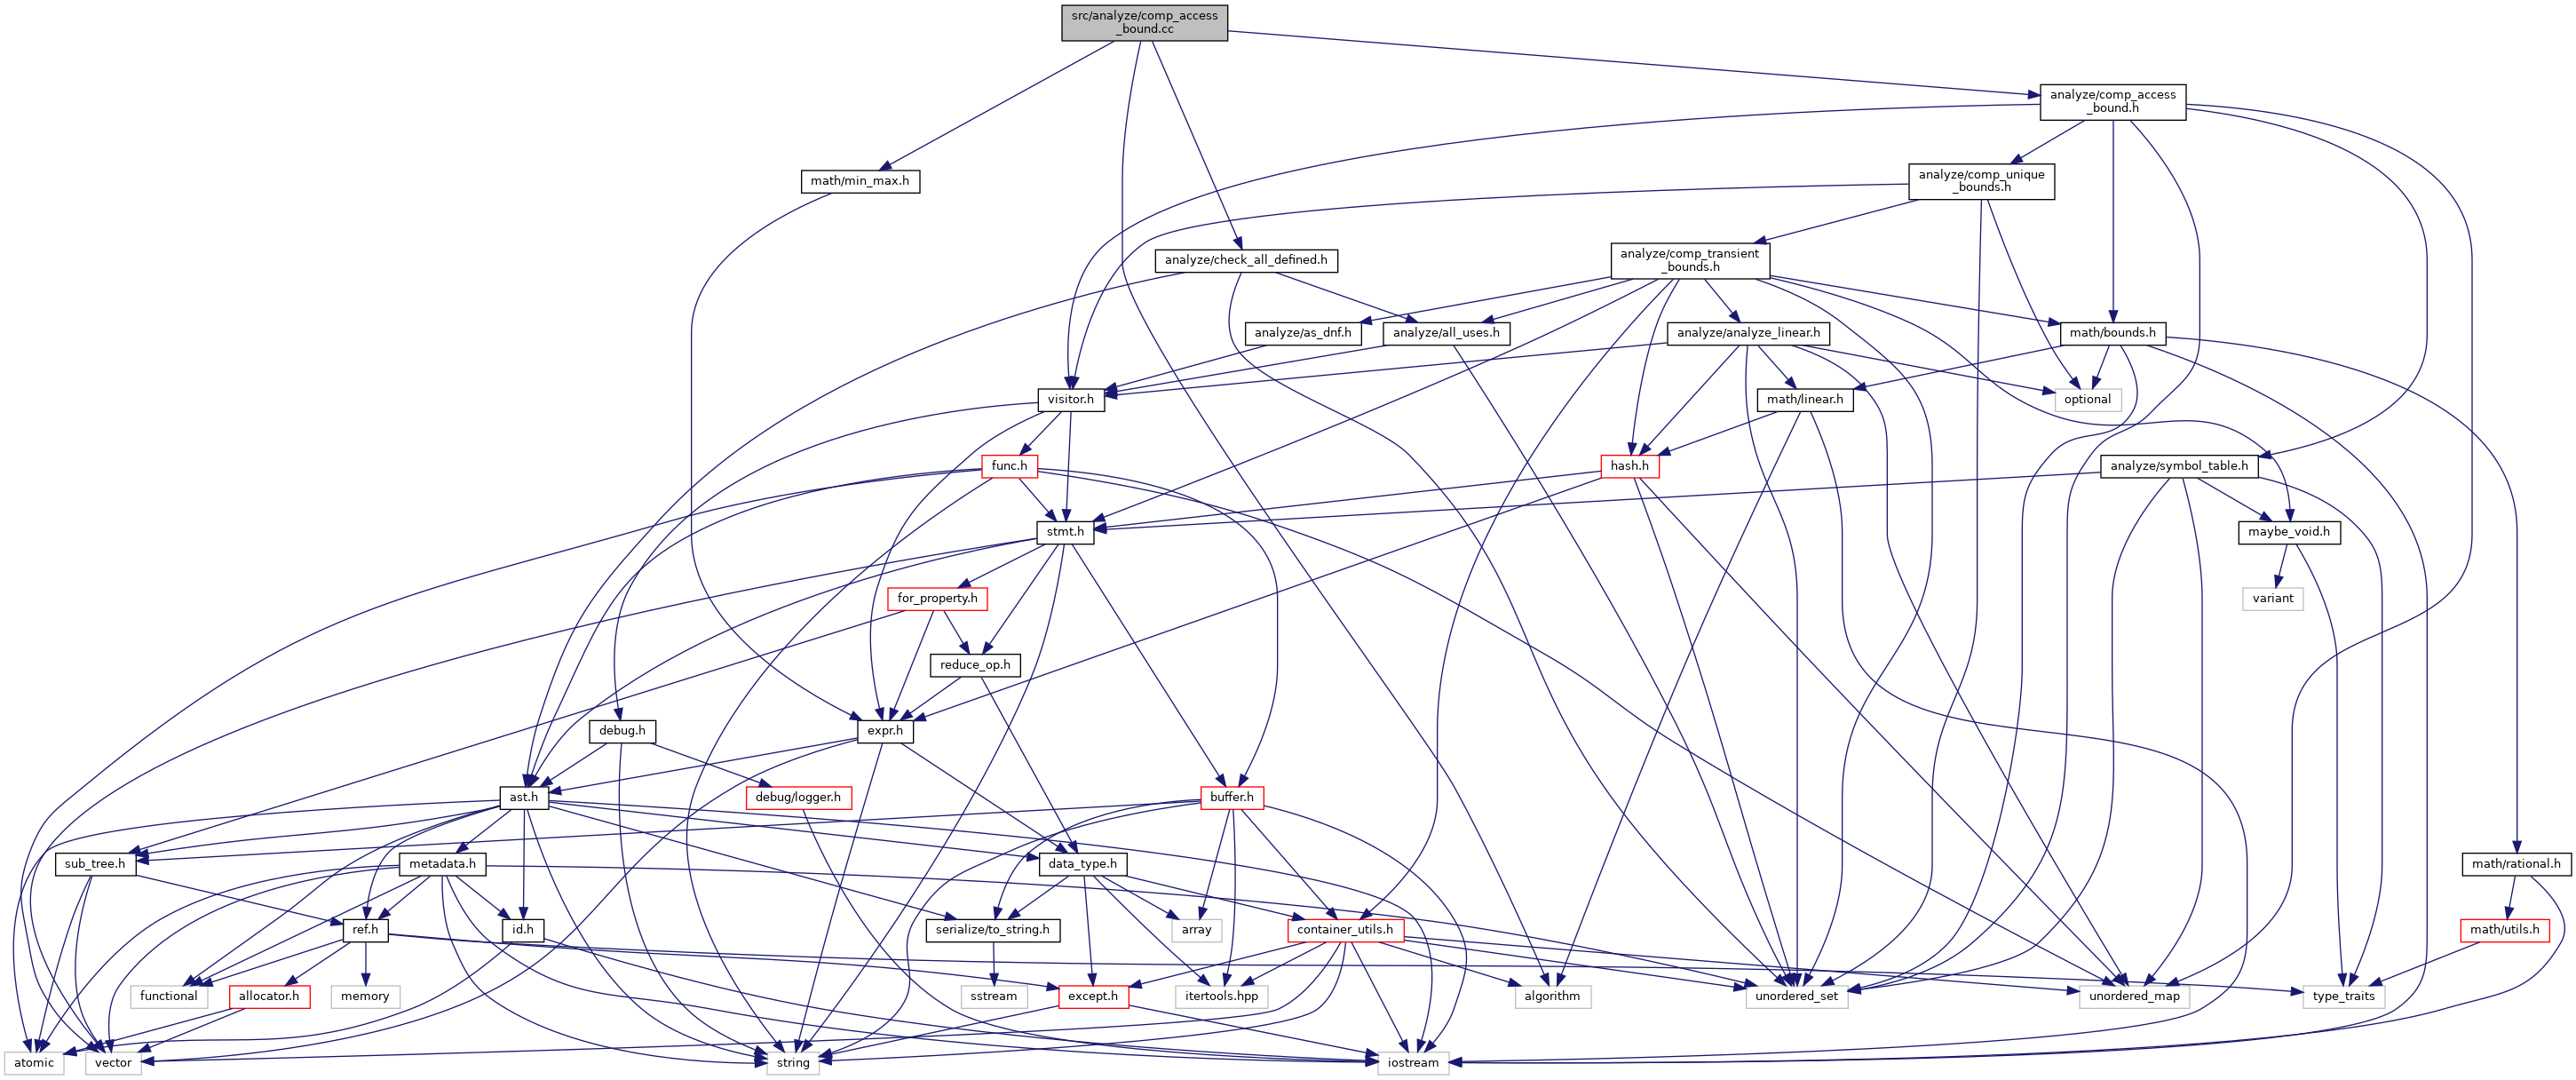 src/analyze/comp_access
_bound.cc
analyze/comp_access
_bound.h
math/min_max.h
analyze/comp_unique
_bounds.h
analyze/check_all_defined.h
analyze/comp_transient
_bounds.h
analyze/as_dnf.h
analyze/all_uses.h
analyze/analyze_linear.h
math/bounds.h
visitor.h
math/linear.h
optional
func.h
hash.h
analyze/symbol_table.h
stmt.h
maybe_void.h
for_property.h
variant
reduce_op.h
debug.h
expr.h
ast.h
debug/logger.h
buffer.h
sub_tree.h
metadata.h
data_type.h
math/rational.h
ref.h
id.h
serialize/to_string.h
array
container_utils.h
math/utils.h
functional
allocator.h
memory
sstream
except.h
itertools.hpp
algorithm
unordered_set
unordered_map
type_traits
atomic
vector
string
iostream